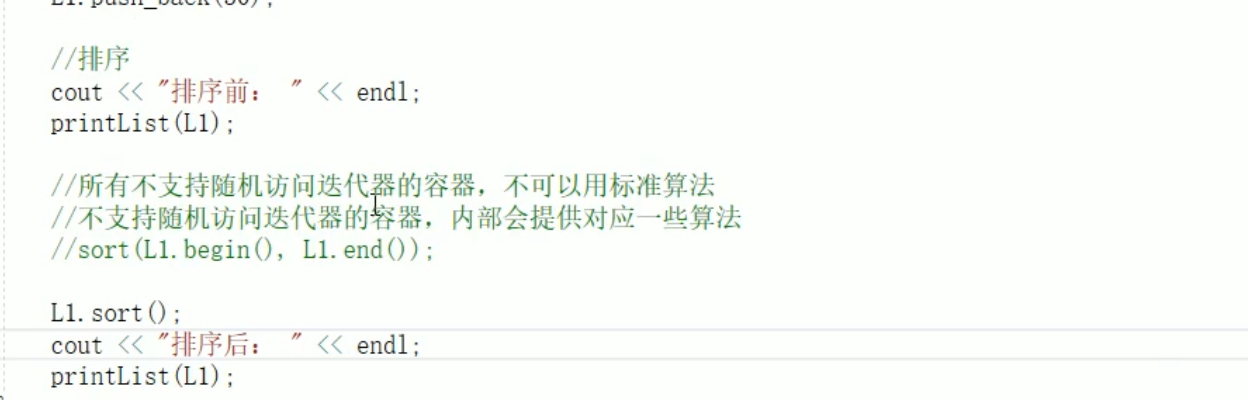 L1.push_back(30);
//排序
cout << "排序前： " << endl;
printList(L1);
//所有不支持随机访问迭代器的容器，不可以用标准算法
//不支持随机访问迭代器的容器，内部会提供对应一些算法
//sort(L1.begin(), L1.end());
L1.sort();
cout << "排序后： " << endl;
printList(L1);